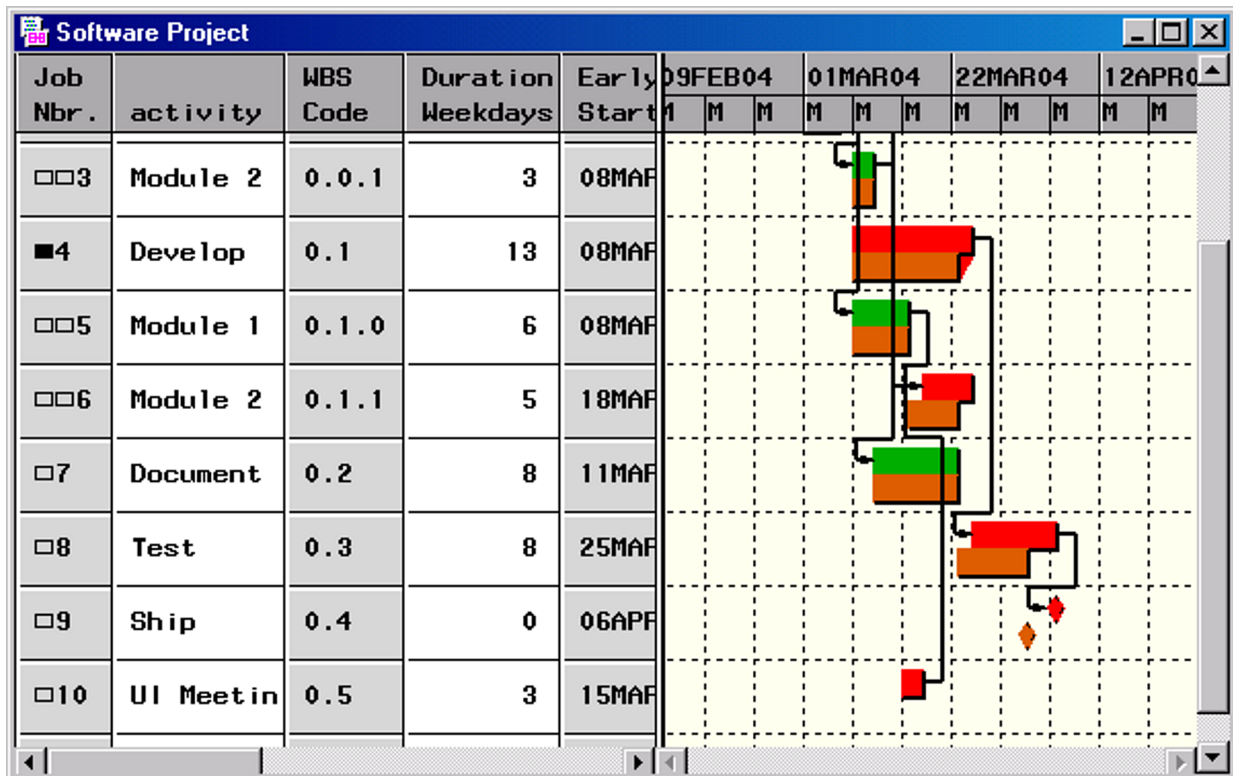 Software Project
Job Nbr. activity WBS Code Duration Weekdays Early Start 09FEB04 01MAR04 22MAR04 12APR0
M M M M M M M M M M M
3 Module 2 0.0.1 3 08MAR
4 Develop 0.1 13 08MAR
5 Module 1 0.1.0 6 08MAR
6 Module 2 0.1.1 5 18MAR
7 Document 0.2 8 11MAR
8 Test 0.3 8 25MAR
9 Ship 0.4 0 06APR
10 UI Meetin 0.5 3 15MAR